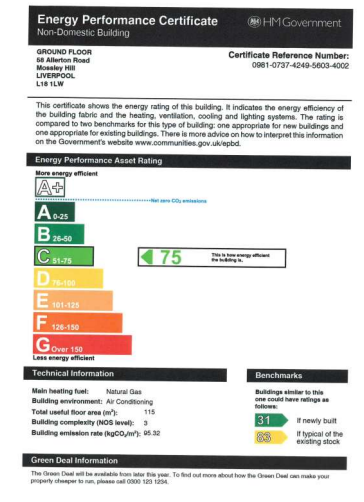 Energy Performance Certificate
Non-Domestic Building
HM Government
GROUND FLOOR
58 Allerton Road
Mossley Hill
LIVERPOOL
L18 1LW
Certificate Reference Number:
0981-0737-4249-5603-4002
This certificate shows the energy rating of this building. It indicates the energy efficiency of
the building fabric and the heating, ventilation, cooling and lighting systems. The rating is
compared to two benchmarks for this type of building: one appropriate for new buildings and
one appropriate for existing buildings. There is more advice on how to interpret this information
on the Government's website www.communities.gov.uk/epbd.
Energy Performance Asset Rating
More energy efficient
A+
Net zero CO₂ emissions
A 0-25
B 26-50
C 51-75
75
This is how energy efficient
the building is.
D 76-100
E 101-125
F 126-150
G Over 150
Less energy efficient
Technical Information
Main heating fuel: Natural Gas
Building environment: Air Conditioning
Total useful floor area (m²): 115
Building complexity (NOS level): 3
Building emission rate (kgCO₂/m²): 95.32
Benchmarks
Buildings similar to this
one could have ratings as
follows:
31 If newly built
83 If typical of the
existing stock
Green Deal Information
The Green Deal will be available from later this year. To find out more about how the Green Deal can make your
property cheaper to run, please call 0300 123 1234.